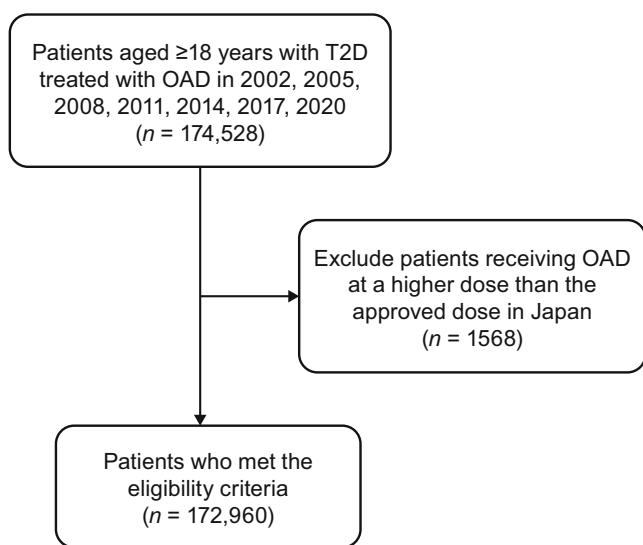 Patients aged ≥18 years with T2D
treated with OAD in 2002, 2005,
2008, 2011, 2014, 2017, 2020
(n = 174,528)
Exclude patients receiving OAD
at a higher dose than the
approved dose in Japan
(n = 1568)
Patients who met the
eligibility criteria
(n = 172,960)